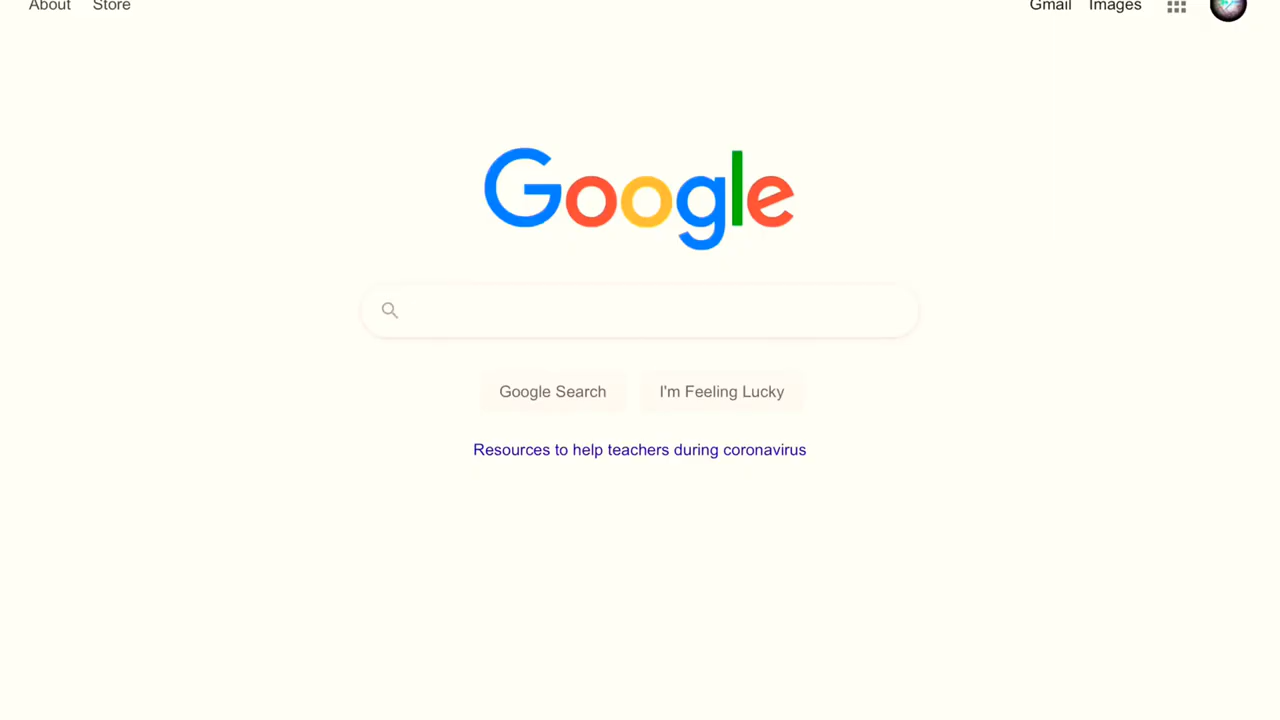 About Store Gmail Images
Google
Google Search I'm Feeling Lucky
Resources to help teachers during coronavirus